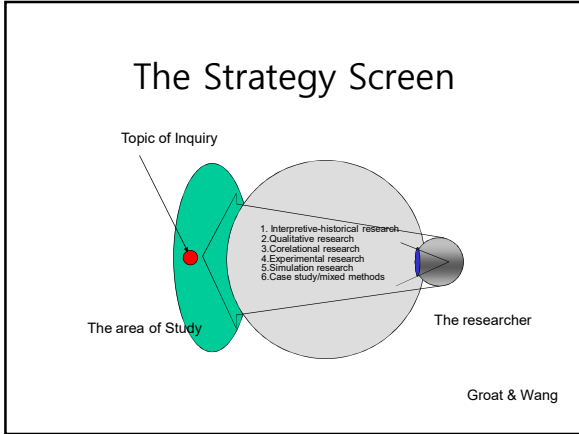 The Strategy Screen
Topic of Inquiry
1. Interpretive-historical research
2.Qualitative research
3.Corelational research
4.Experimental research
5.Simulation research
6.Case study/mixed methods
The area of Study
The researcher
Groat & Wang